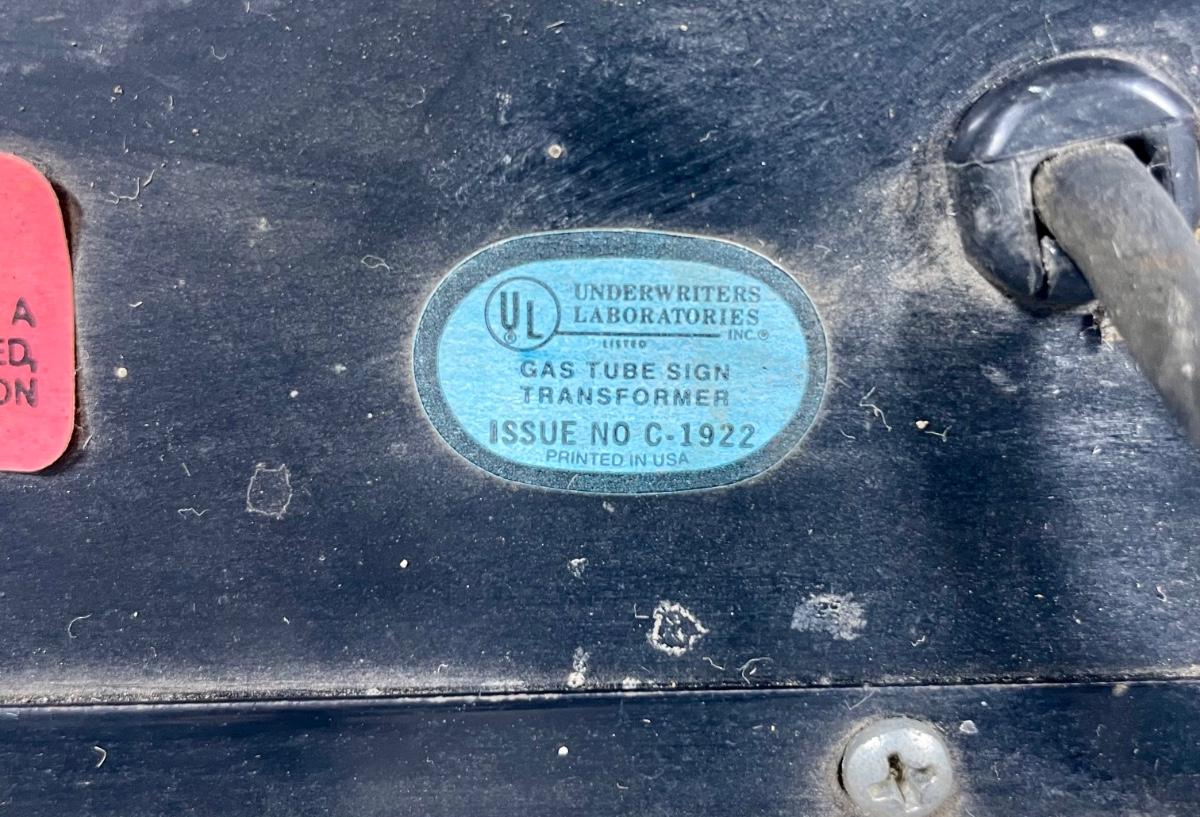 A
ED,
ON
UL
®
UNDERWRITERS
LABORATORIES
INC.®
LISTED
GAS TUBE SIGN
TRANSFORMER
ISSUE NO C-1922
PRINTED IN USA